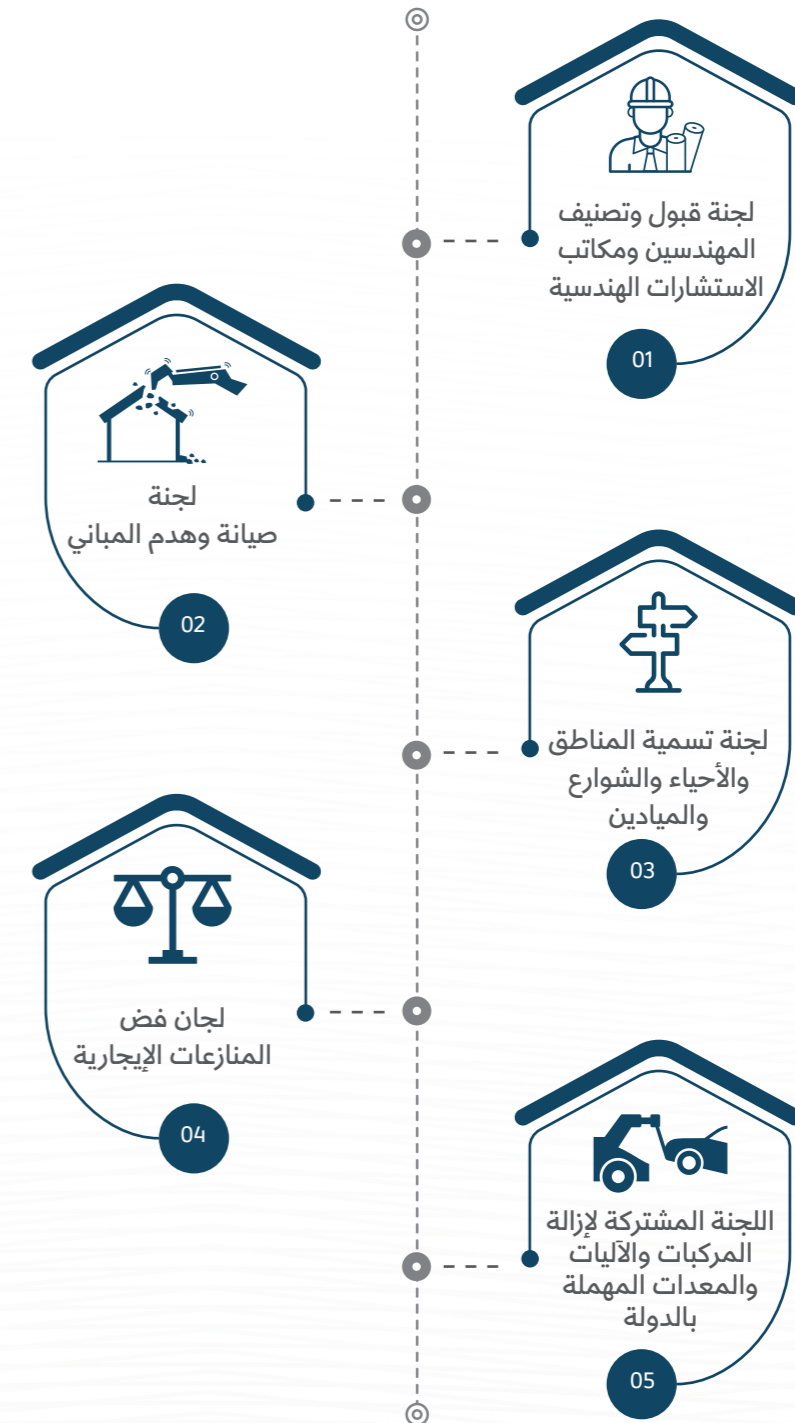 لجنة قبول وتصنيف
المهندسين ومكاتب
الاستشارات الهندسية
01
لجنة
صيانة وهدم المباني
02
لجنة تسمية المناطق
والأحياء والشوارع
والميادين
03
لجان فض
المنازعات الإيجارية
04
اللجنة المشتركة لإزالة
المركبات والآليات
والمعدات المهملة
بالدولة
05